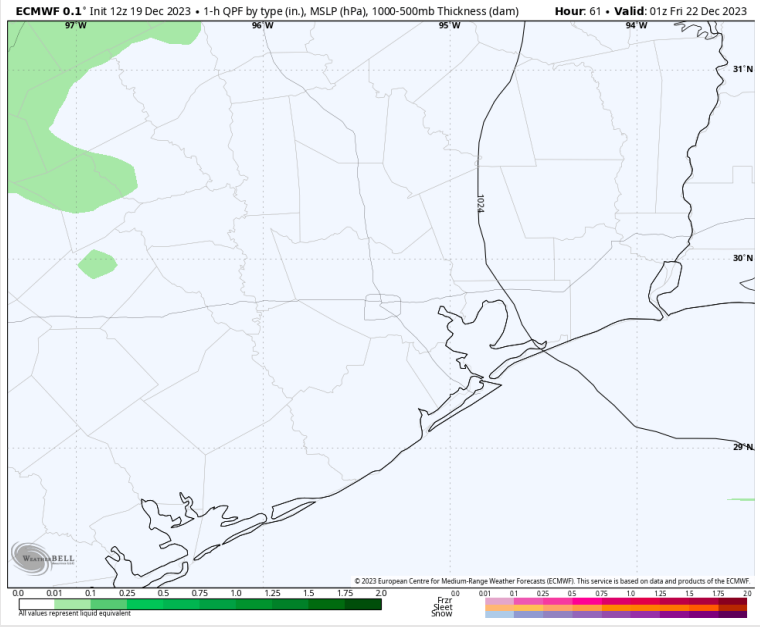 ECMWF 0.1° Init 12z 19 Dec 2023 • 1-h QPF by type (in.), MSLP (hPa), 1000-500mb Thickness (dam) Hour: 61 • Valid: 01z Fri 22 Dec 2023
97°W 96°W 95°W 94°W
31°N
1024
30°N
29°N
WEATHERBELL
© 2023 European Centre for Medium-Range Weather Forecasts (ECMWF). This service is based on data and products of the ECMWF.
0.0 0.01 0.1 0.25 0.5 0.75 1.0 1.25 1.5 1.75 2.0 0.0 0.01 0.1 0.25 0.5 0.75 1.0 1.25 1.5 1.75 2.0
Frzr
Sleet
Snow
All values represent liquid equivalent